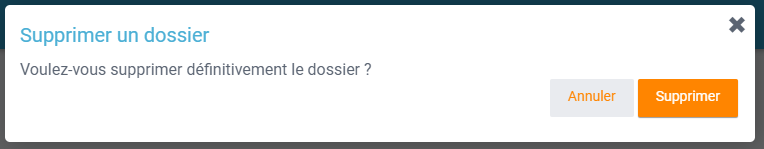 Supprimer un dossier
Voulez-vous supprimer définitivement le dossier ?
Annuler
Supprimer